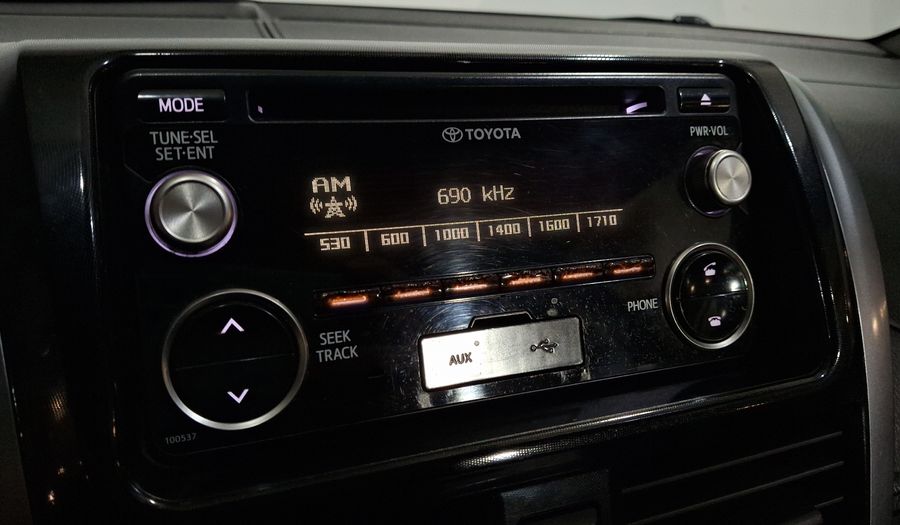 MODE
TUNE·SEL
SET·ENT
TOYOTA
PWR·VOL
AM
690 kHz
530 600 1000 1400 1600 1710
SEEK
TRACK
AUX
PHONE
100537